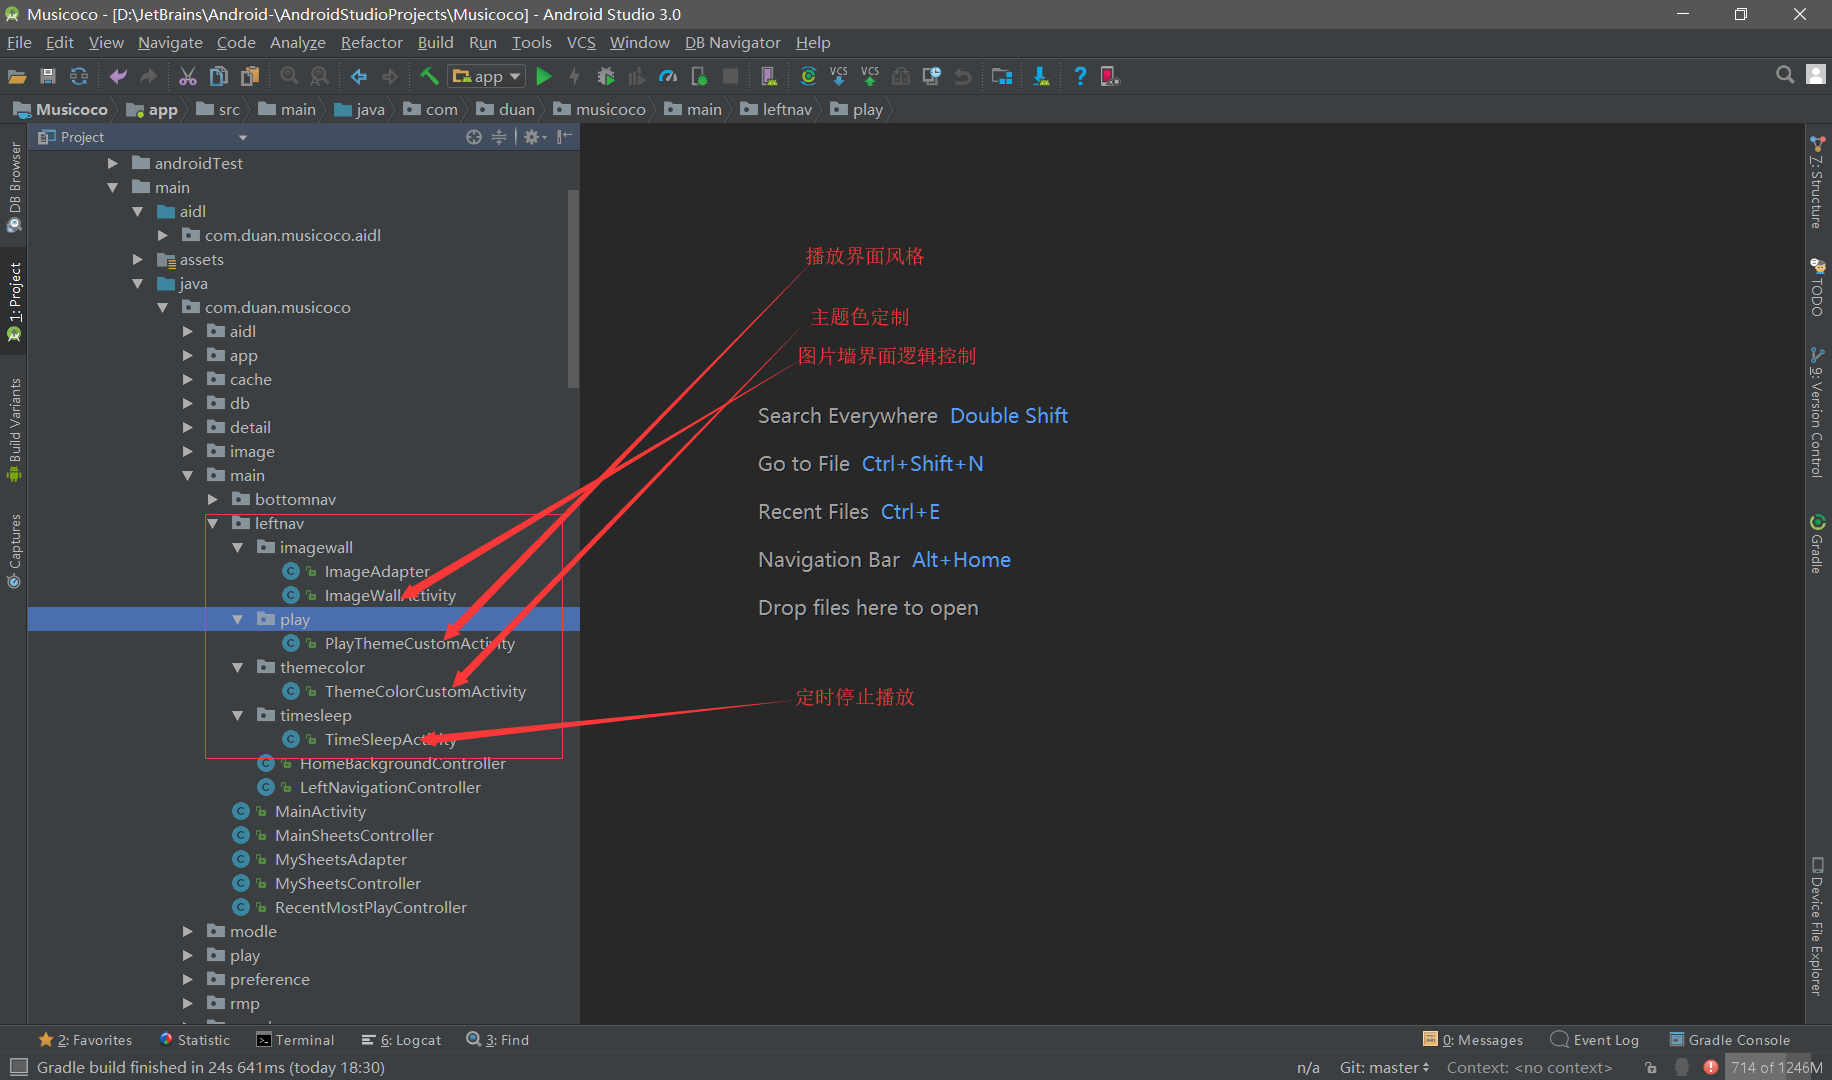 Musicoco - [D:\JetBrains\Android-\AndroidStudioProjects\Musicoco] - Android Studio 3.0
File Edit View Navigate Code Analyze Refactor Build Run Tools VCS Window DB Navigator Help
app VCS VCS
Musicoco app src main java com duan musicoco main leftnav play
Project
androidTest
main
aidl
com.duan.musicoco.aidl
assets
java
com.duan.musicoco
aidl
app
cache
db
detail
image
main
bottomnav
leftnav
imagewall
ImageAdapter
ImageWallActivity
play
PlayThemeCustomActivity
themecolor
ThemeColorCustomActivity
timesleep
TimeSleepActivity
HomeBackgroundController
LeftNavigationController
MainActivity
MainSheetsController
MySheetsAdapter
MySheetsController
RecentMostPlayController
modle
play
preference
rmp
播放界面风格
主题色定制
图片墙界面逻辑控制
Search Everywhere Double Shift
Go to File Ctrl+Shift+N
Recent Files Ctrl+E
Navigation Bar Alt+Home
Drop files here to open
定时停止播放
DB Browser
1: Project
Build Variants
Captures
7: Structure
TODO
9: Version Control
Gradle
Device File Explorer
2: Favorites Statistic Terminal 6: Logcat 3: Find 0: Messages Event Log Gradle Console
Gradle build finished in 24s 641ms (today 18:30) n/a Git: master Context: <no context> 714 of 1246M